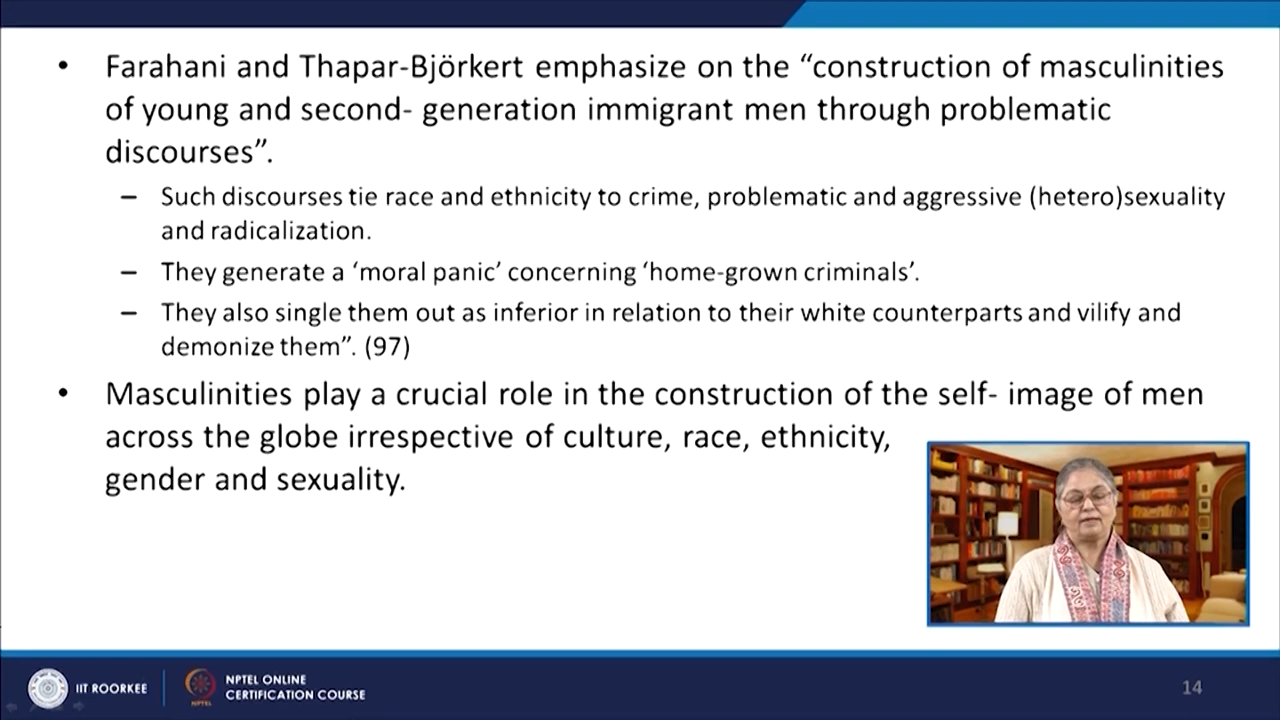 • Farahani and Thapar-Björkert emphasize on the “construction of masculinities
of young and second- generation immigrant men through problematic
discourses”.
– Such discourses tie race and ethnicity to crime, problematic and aggressive (hetero)sexuality
and radicalization.
– They generate a ‘moral panic’ concerning ‘home-grown criminals’.
– They also single them out as inferior in relation to their white counterparts and vilify and
demonize them”. (97)
• Masculinities play a crucial role in the construction of the self- image of men
across the globe irrespective of culture, race, ethnicity,
gender and sexuality.
IIT ROORKEE
NPTEL
NPTEL ONLINE
CERTIFICATION COURSE
14